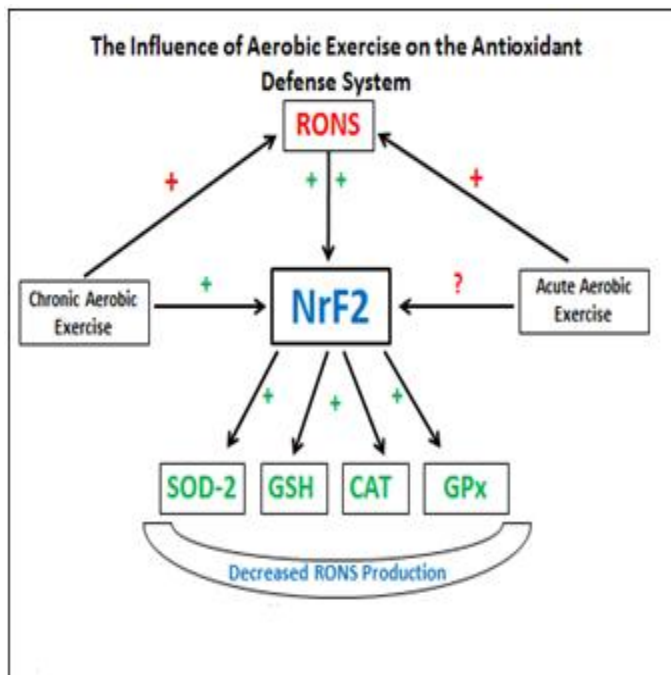 The Influence of Aerobic Exercise on the Antioxidant
Defense System
RONS
+
+ +
+
Chronic Aerobic
Exercise
+
NrF2
?
Acute Aerobic
Exercise
+
+
+
SOD-2
GSH
CAT
GPx
Decreased RONS Production